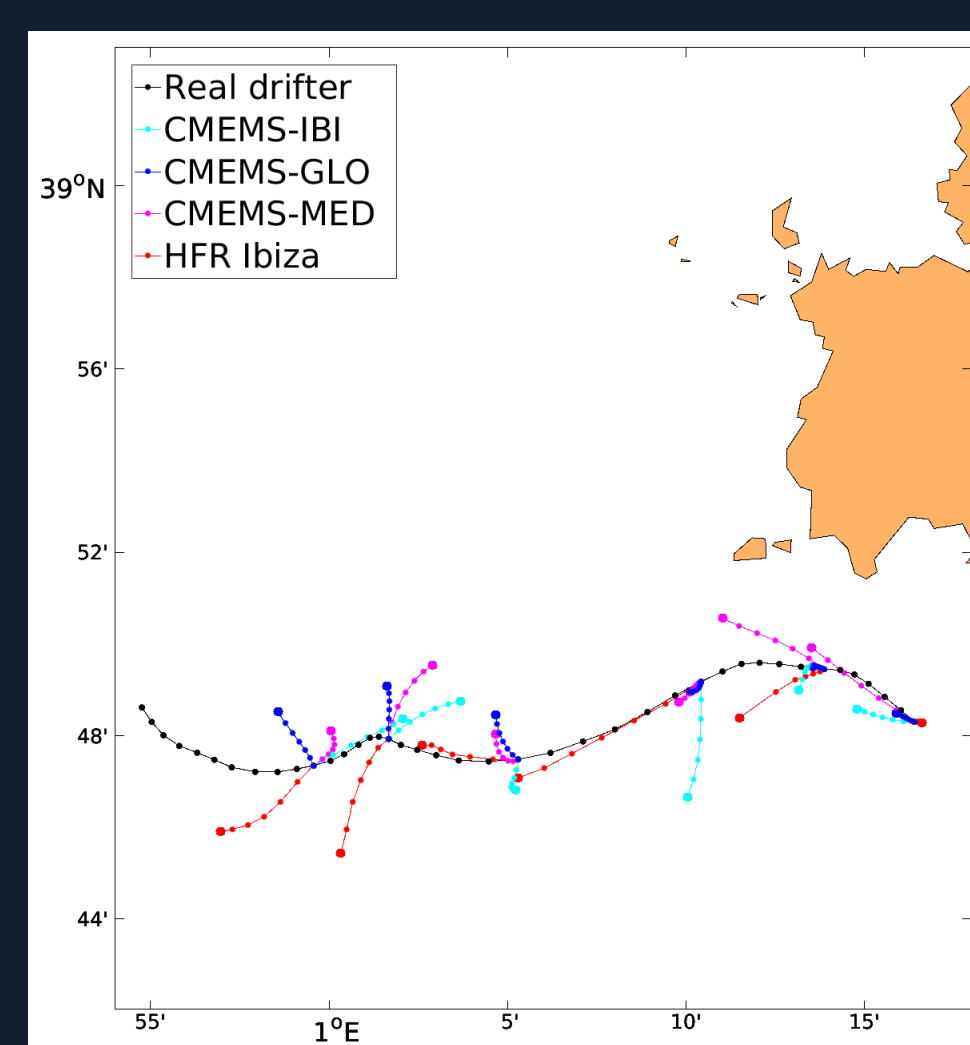 Real drifter
CMEMS-IBI
CMEMS-GLO
CMEMS-MED
HFR Ibiza
39°N
56'
52'
48'
44'
55'
1°E
5'
10'
15'